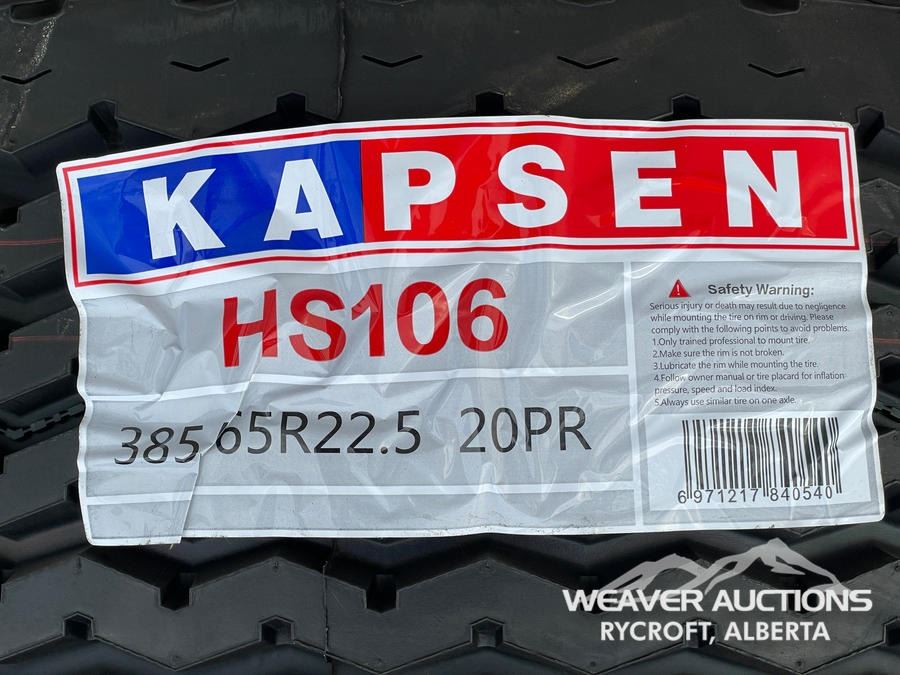 KAPSEN
HS106
385 65R22.5 20PR
Safety Warning:
Serious injury or death may result due to negligence
while mounting the tire on rim or driving. Please
comply with the following points to avoid problems.
1.Only trained professional to mount tire.
2.Make sure the rim is not broken.
3.Lubricate the rim while mounting the tire.
4.Follow owner manual or tire placard for inflation
pressure, speed and load index.
5.Always use similar tire on one axle.
6 971217 840540
WEAVER AUCTIONS
RYCROFT, ALBERTA